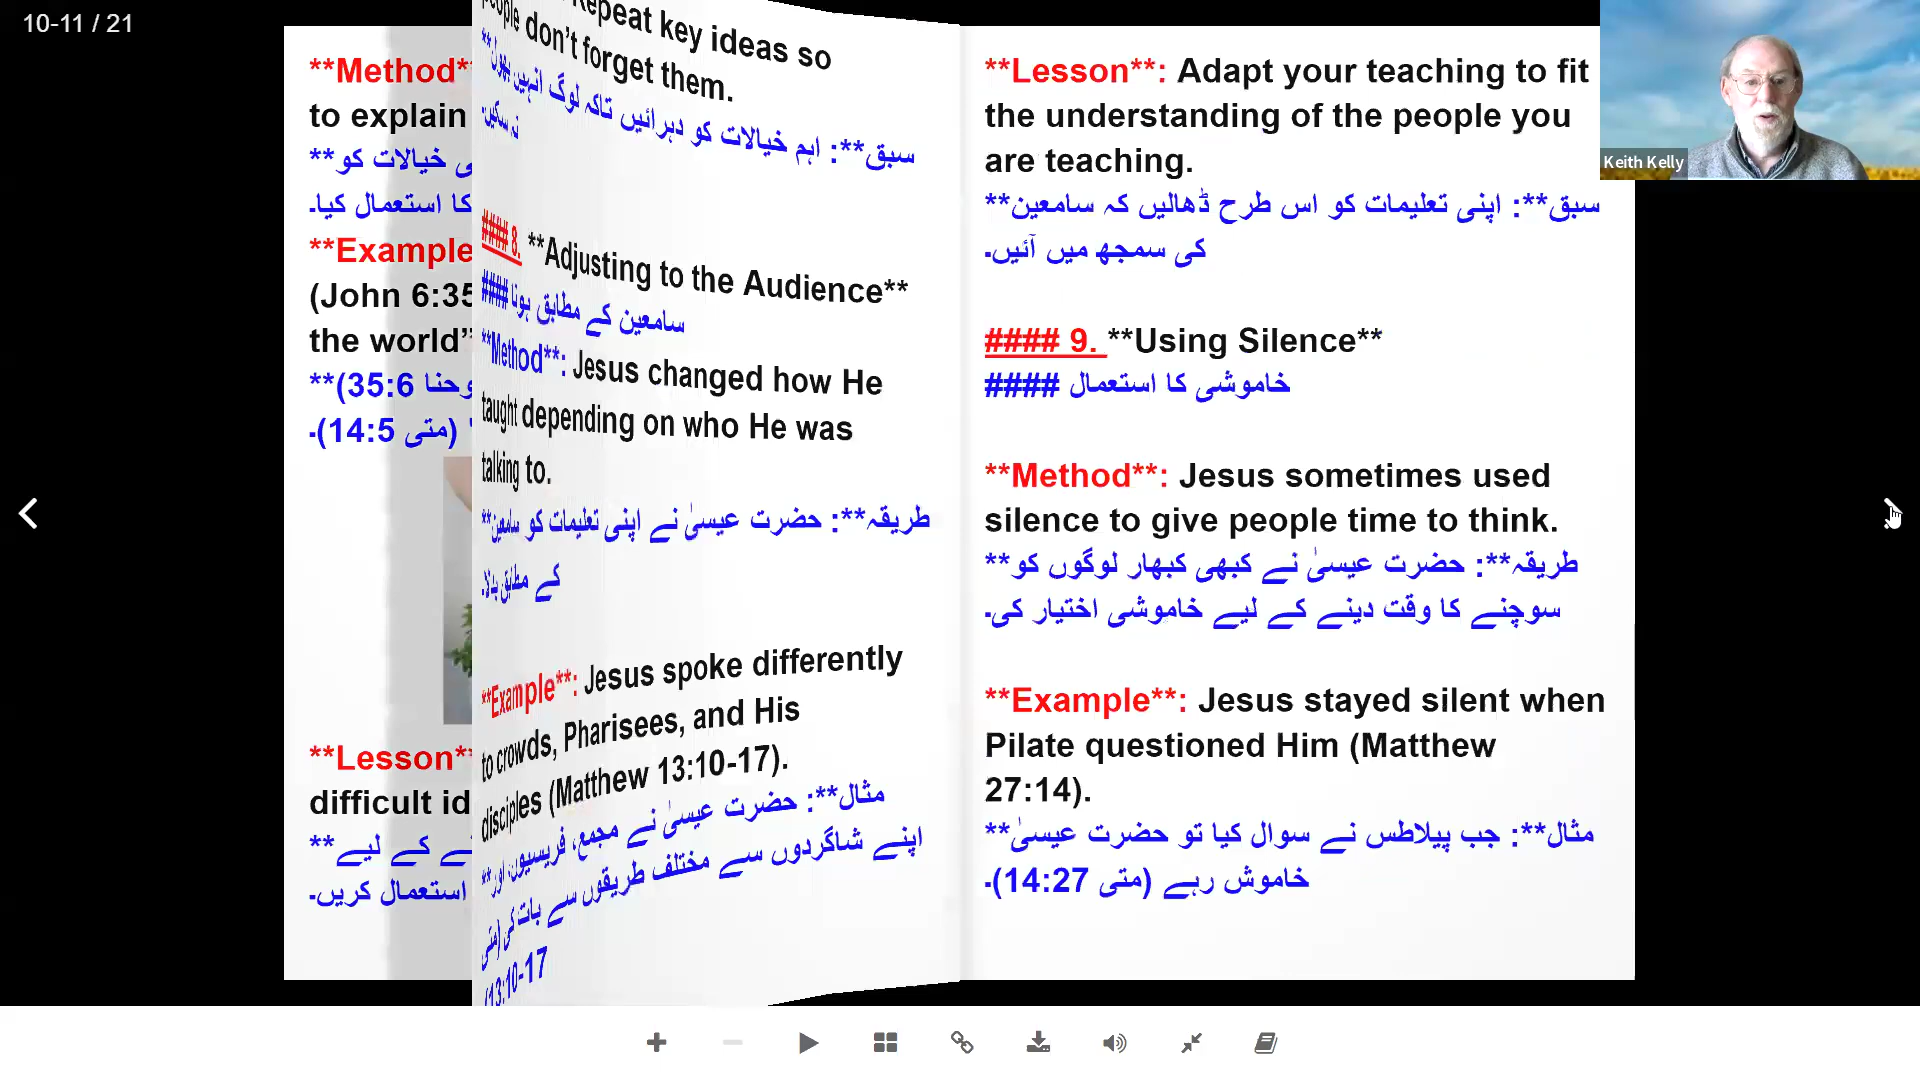 10-11 / 21
**Method**
to explain
خیالات کو**
کا استعمال کیا۔
**Example
(John 6:35
the world”
35:6)**
(متی 14:5)۔
**Lesson**
difficult id
کے لیے**
استعمال کریں۔
Repeat key ideas so
people don’t forget them.
سبق**: اہم خیالات کو دہرائیں تاکہ لوگ انہیں بھول**
نہ سکیں۔
#### 8. **Adjusting to the Audience**
#### سامعین کے مطابق ہونا
**Method**: Jesus changed how He
taught depending on who He was
talking to.
طریقہ**: حضرت عیسیٰ نے اپنی تعلیمات کو سامعین**
کے مطابق بدلا۔
**Example**: Jesus spoke differently
to crowds, Pharisees, and His
disciples (Matthew 13:10-17).
مثال**: حضرت عیسیٰ نے مجمع، فریسیوں، اور**
اپنے شاگردوں سے مختلف طریقوں سے بات کی (متی
13:10-17)
**Lesson**: Adapt your teaching to fit
the understanding of the people you
are teaching.
سبق**: اپنی تعلیمات کو اس طرح ڈھالیں کہ سامعین**
کی سمجھ میں آئیں۔
#### 9. **Using Silence**
#### خاموشی کا استعمال
**Method**: Jesus sometimes used
silence to give people time to think.
طریقہ**: حضرت عیسیٰ نے کبھی کبھار لوگوں کو**
سوچنے کا وقت دینے کے لیے خاموشی اختیار کی۔
**Example**: Jesus stayed silent when
Pilate questioned Him (Matthew
27:14).
مثال**: جب پیلاطس نے سوال کیا تو حضرت عیسیٰ**
خاموش رہے (متی 14:27)۔
Keith Kelly